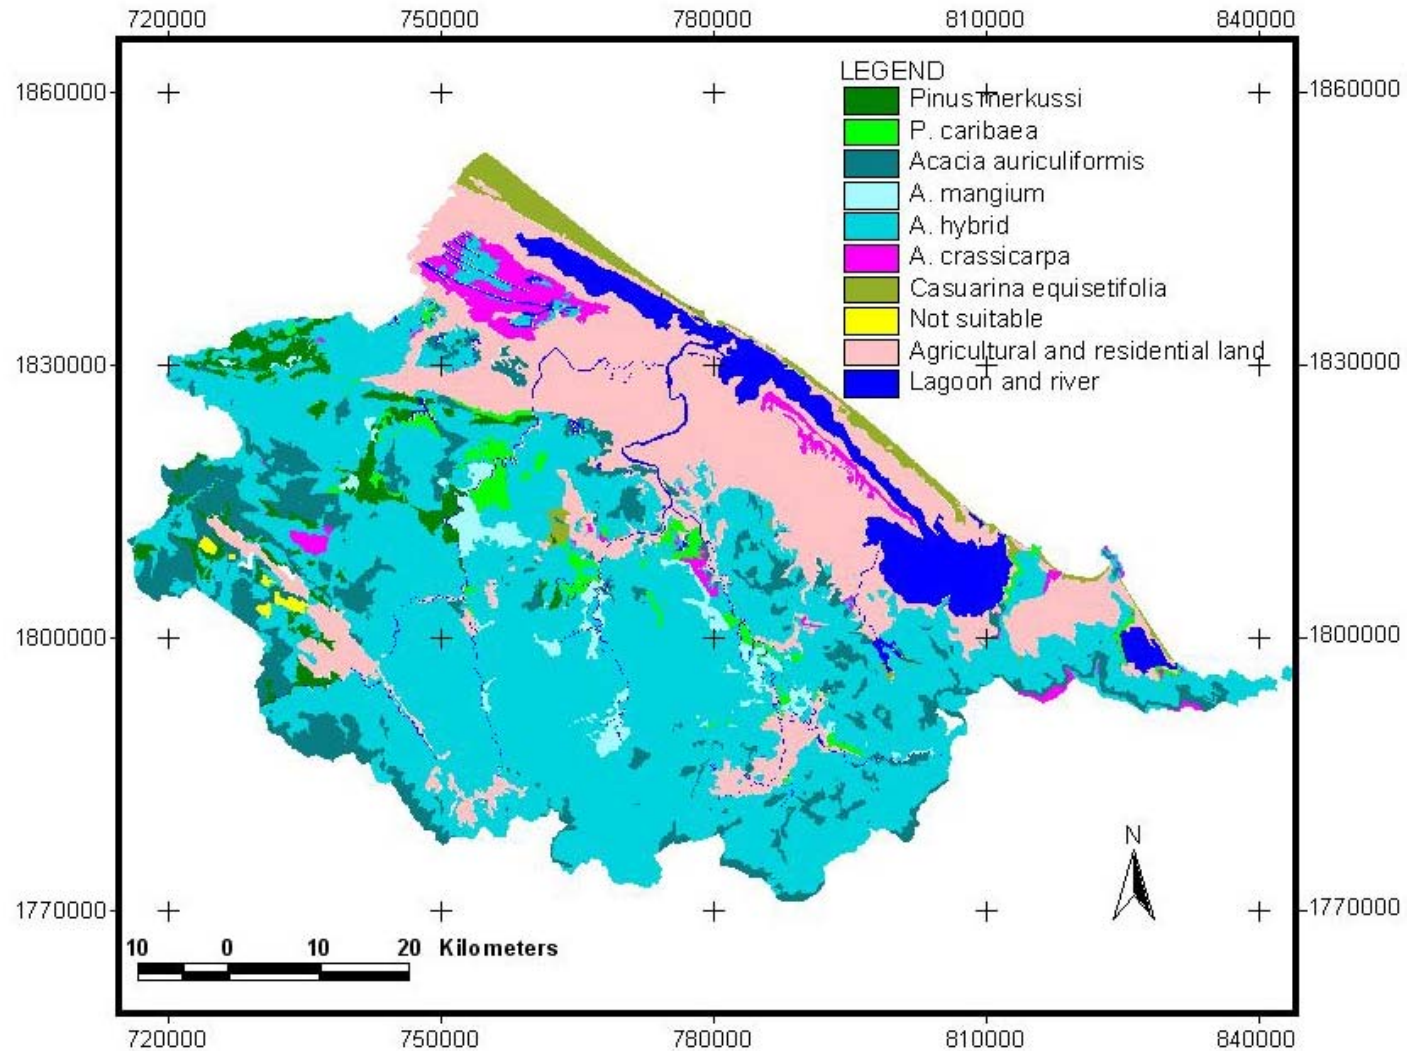 720000 750000 780000 810000 840000
LEGEND
1860000 1860000
Pinus merkussi
P. caribaea
Acacia auriculiformis
A. mangium
A. hybrid
A. crassicarpa
Casuarina equisetifolia
Not suitable
Agricultural and residential land
1830000 1830000
Lagoon and river
1800000 1800000
N
1770000 1770000
10 0 10 20 Kilometers
720000 750000 780000 810000 840000